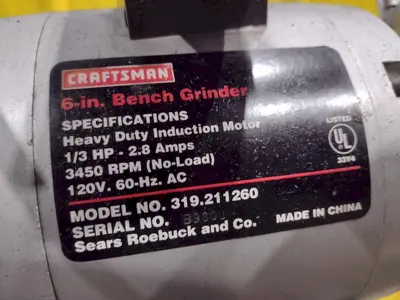 CRAFTSMAN
6-in. Bench Grinder
SPECIFICATIONS
Heavy Duty Induction Motor
1/3 HP - 2.8 Amps
3450 RPM (No-Load)
120V. 60-Hz. AC
LISTED
UL
33Y4
MODEL NO. 319.211260
SERIAL NO.
Sears Roebuck and Co.
MADE IN CHINA